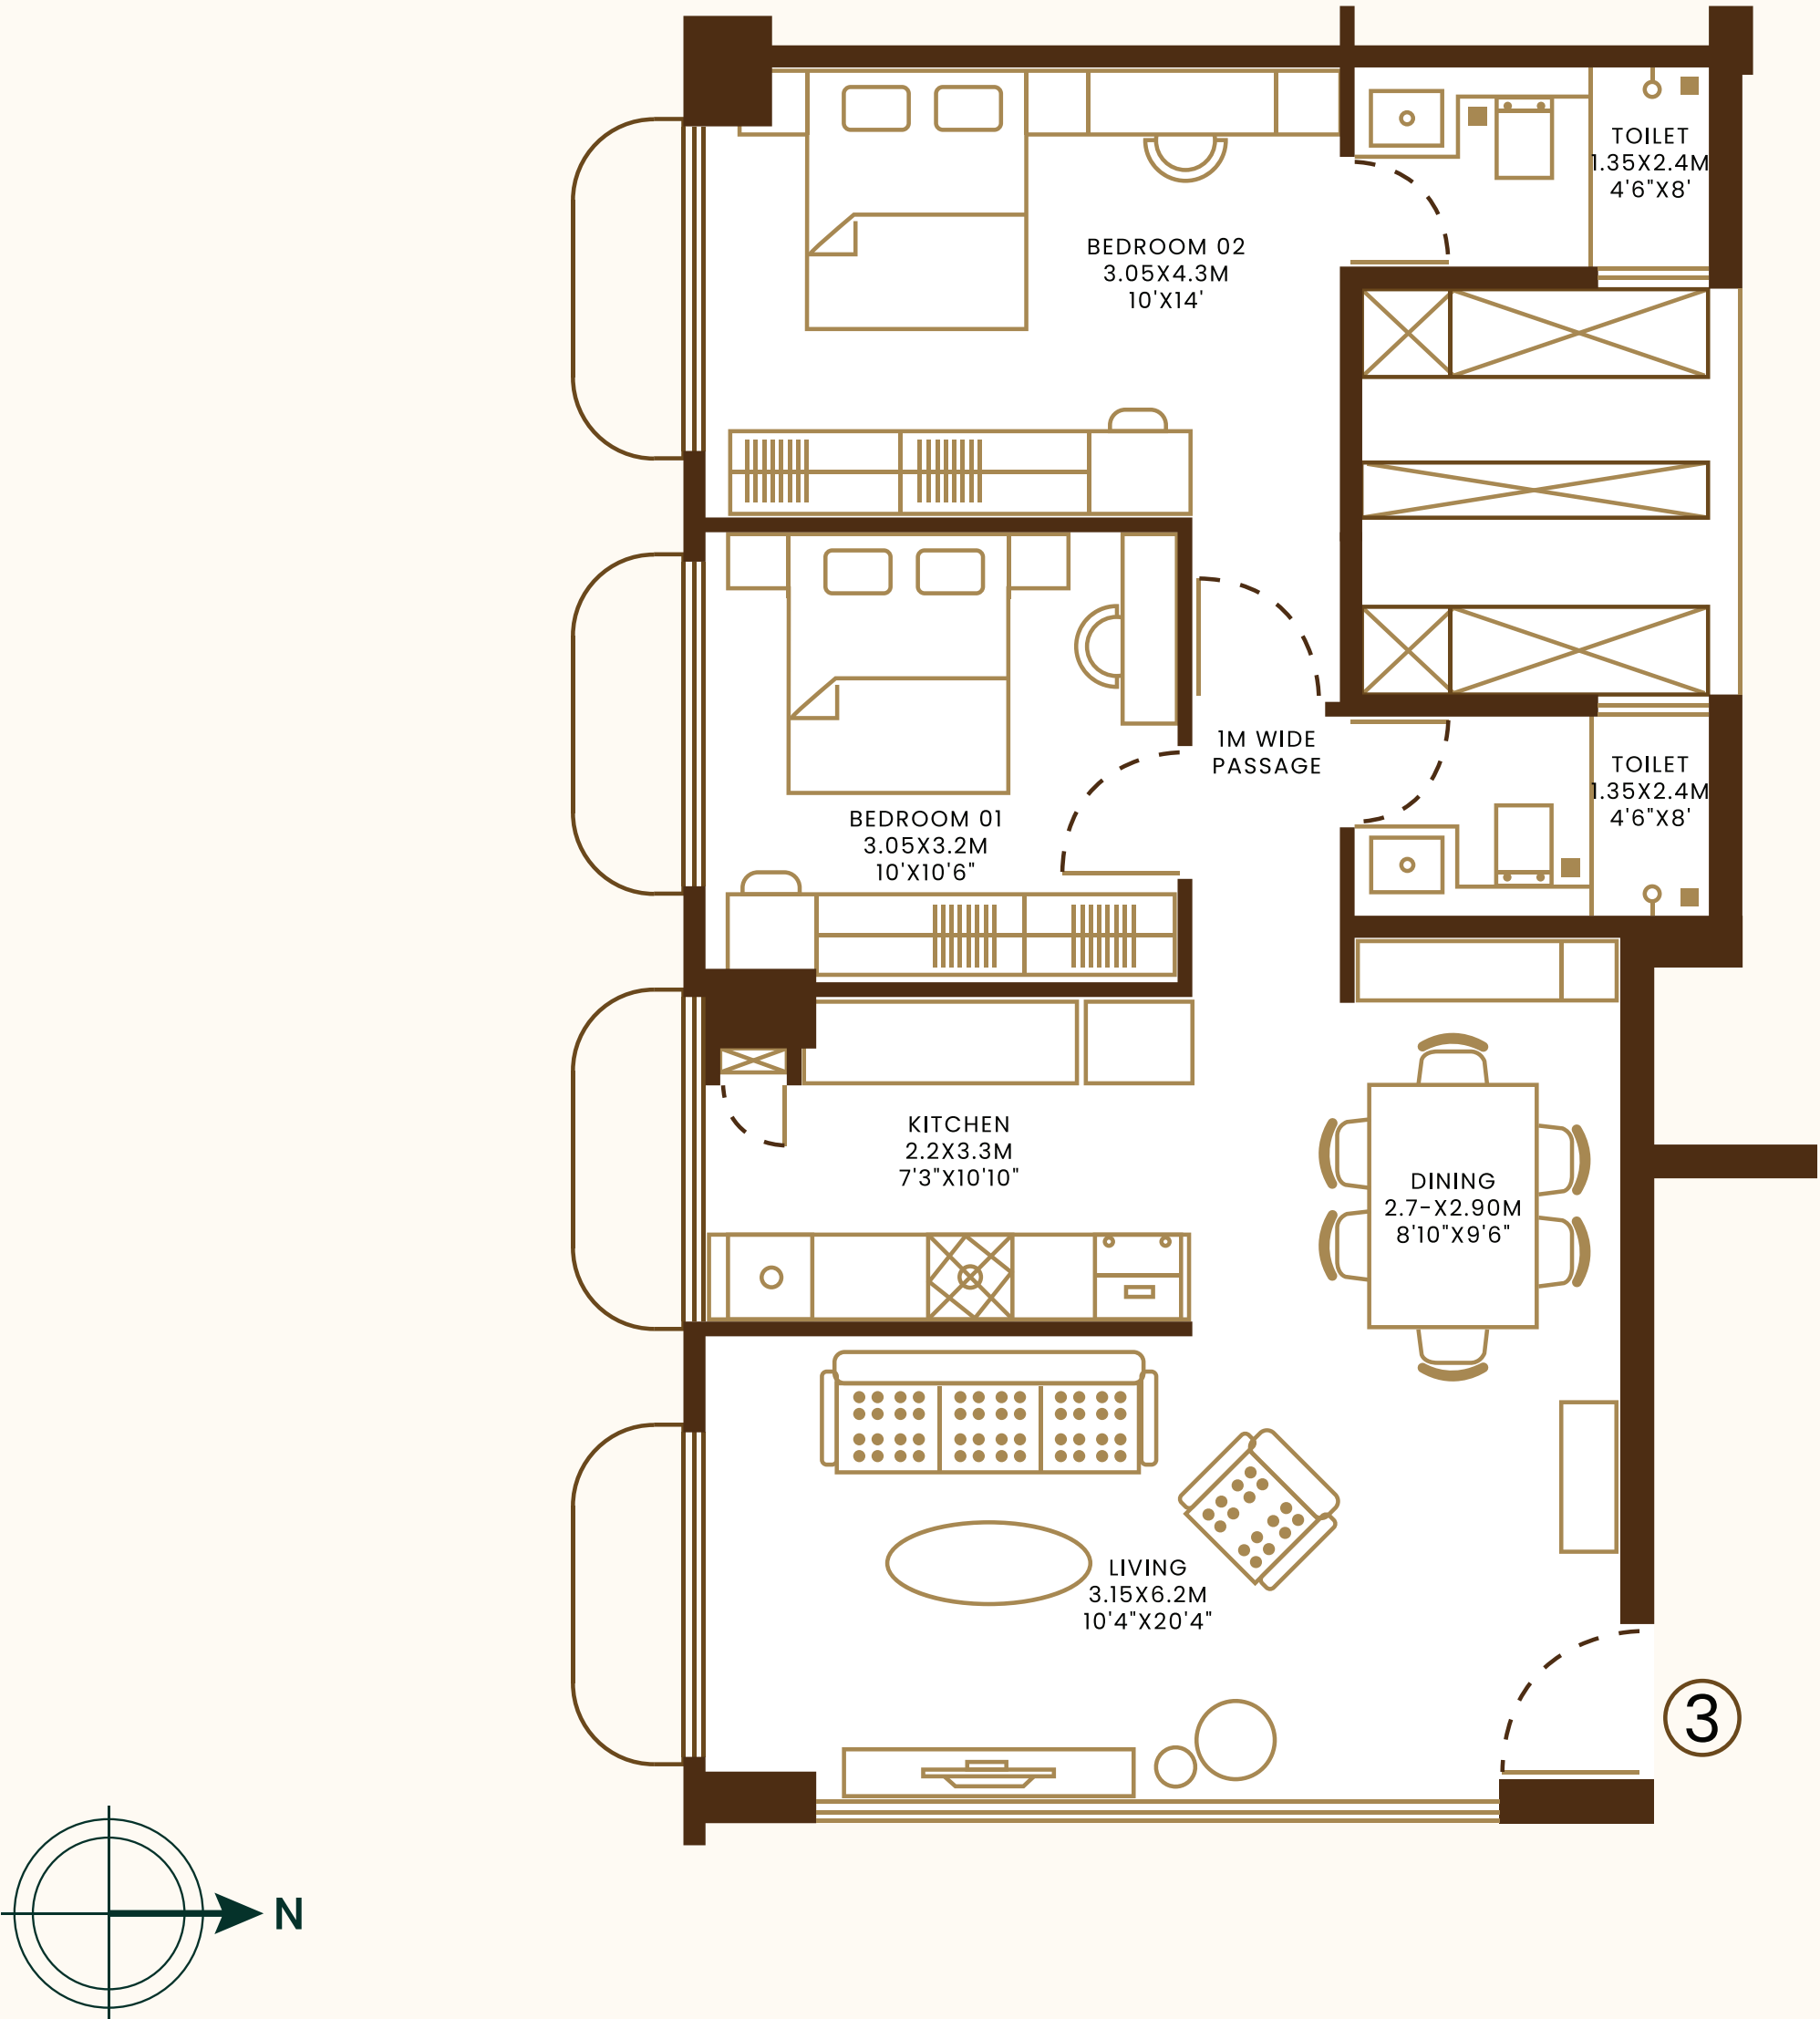 TOILET
1.35X2.4M
4'6"X8'
BEDROOM 02
3.05X4.3M
10'X14'
1M WIDE
PASSAGE
TOILET
1.35X2.4M
4'6"X8'
BEDROOM 01
3.05X3.2M
10'X10'6"
KITCHEN
2.2X3.3M
7'3"X10'10"
DINING
2.7-X2.90M
8'10"X9'6"
LIVING
3.15X6.2M
10'4"X20'4"
3
N